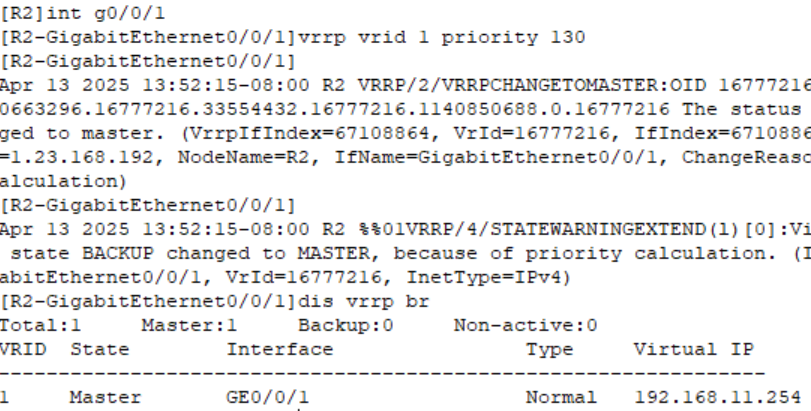 [R2]int g0/0/1
[R2-GigabitEthernet0/0/1]vrrp vrid 1 priority 130
[R2-GigabitEthernet0/0/1]
Apr 13 2025 13:52:15-08:00 R2 VRRP/2/VRRPCHANGETOMASTER:OID 16777216
0663296.16777216.33554432.16777216.1140850688.0.16777216 The status
ged to master. (VrrpIfIndex=67108864, VrId=16777216, IfIndex=6710886
=1.23.168.192, NodeName=R2, IfName=GigabitEthernet0/0/1, ChangeReaso
alculation)
[R2-GigabitEthernet0/0/1]
Apr 13 2025 13:52:15-08:00 R2 %%01VRRP/4/STATEWARNINGEXTEND(l)[0]:Vi
state BACKUP changed to MASTER, because of priority calculation. (I
abitEthernet0/0/1, VrId=16777216, InetType=IPv4)
[R2-GigabitEthernet0/0/1]dis vrrp br
Total:1 Master:1 Backup:0 Non-active:0
VRID State Interface Type Virtual IP
----------------------------------------------------------------
1 Master GE0/0/1 Normal 192.168.11.254